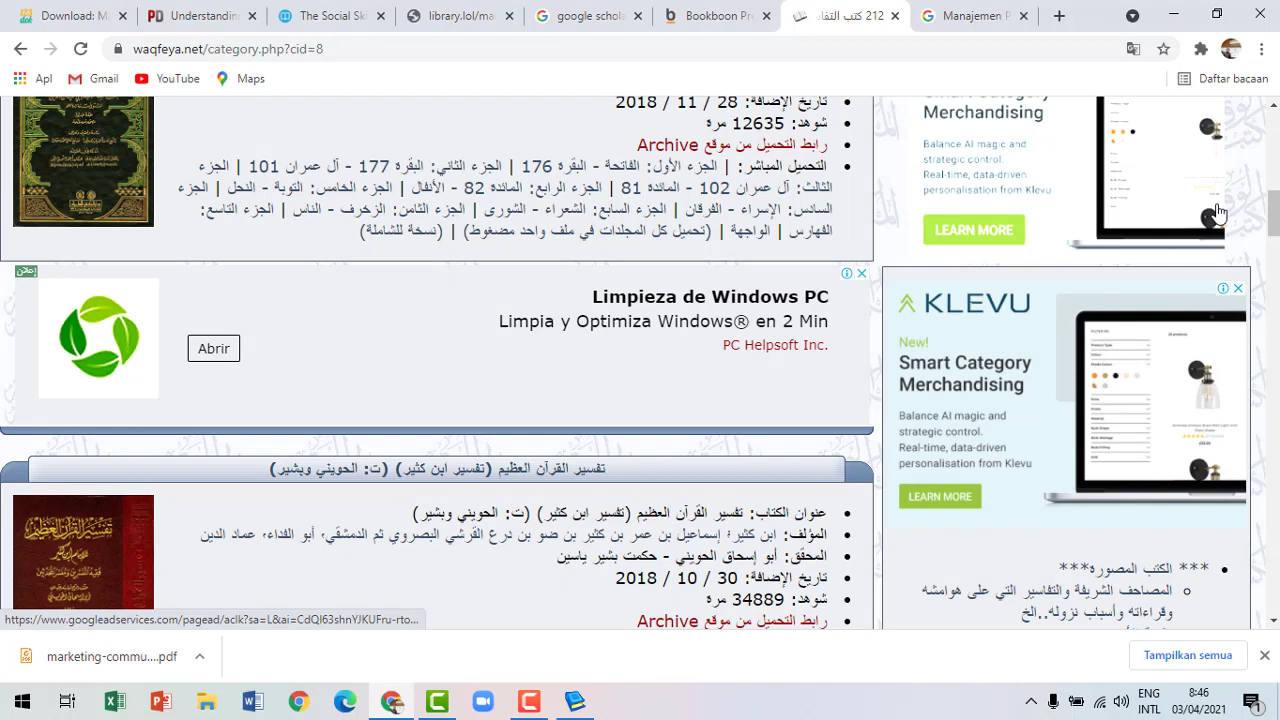 Understandin
The Social Ski
library.lol/mai
google schola
Bookboon Pre
212 كتب التفا
Manajemen P
waqfeya.net/category.php?cid=8
Apl
Gmail
YouTube
Maps
Daftar bacaan
تاريخ الإضافة: 28 / 11 / 2018
شوهد: 12635 مرة
رابط التحميل من موقع Archive
التحميل المباشر: | الجزء الأول: الفاتحة - البقرة 176 | الجزء الثاني: البقرة 177 - آل عمران 101 | الجزء
الثالث: آل عمران 102 - المائدة 81 | الجزء الرابع: المائدة 82 - الأنفال | الجزء الخامس: التوبة - النحل | الجزء
السادس: الإسراء - الفرقان | الجزء السابع: الشعراء - الشورى | الجزء الثامن: الزخرف - الناس | الجزء التاسع:
الفهارس | الواجهة | (تحميل كل المجلدات في ملف واحد مضغوط) | (نسخة للشاملة)
Merchandising
Balance AI magic and
strategic control.
Real-time, data-driven
personalisation from Klevu
LEARN MORE
إعلان
Limpieza de Windows PC
Limpia y Optimiza Windows® en 2 Min
PC Helpsoft Inc.
Abrir
KLEVU
New!
Smart Category
Merchandising
Balance AI magic and
strategic control.
Real-time, data-driven
personalisation from Klevu
LEARN MORE
تفسير القرآن العظيم (تفسير ابن كثير) (ت: الحويني وبشير)
عنوان الكتاب: تفسير القرآن العظيم (تفسير ابن كثير) (ت: الحويني وبشير)
المؤلف: ابن كثير؛ إسماعيل بن عمر بن كثير بن ضو بن درع القرشي البصروي ثم الدمشقي، أبو الفداء، عماد الدين
المحقق: أبو إسحاق الحويني - حكمت بشير ياسين
تاريخ الإضافة: 30 / 10 / 2018
شوهد: 34889 مرة
رابط التحميل من موقع Archive
تفسير القرآن العظيم
*** الكتب المصورة***
المصاحف الشريفة والتفاسير التي على هوامشه
وقراءاته وأسباب نزوله..الخ
https://www.googleadservices.com/pagead/aclk?sa=L&ai=CdQl63shnYJKUFru-rto...
marketing-commu....pdf
Tampilkan semua
ENG
INTL
8:46
03/04/2021
1